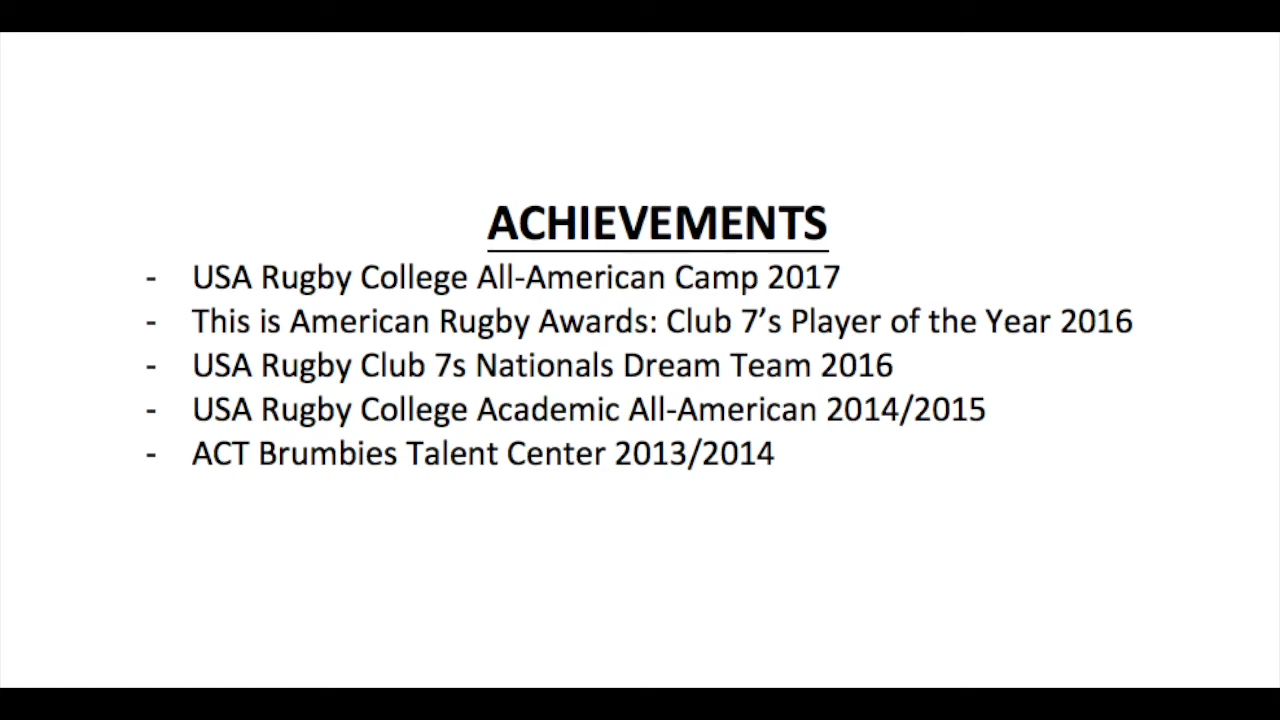 ACHIEVEMENTS
- USA Rugby College All-American Camp 2017
- This is American Rugby Awards: Club 7’s Player of the Year 2016
- USA Rugby Club 7s Nationals Dream Team 2016
- USA Rugby College Academic All-American 2014/2015
- ACT Brumbies Talent Center 2013/2014